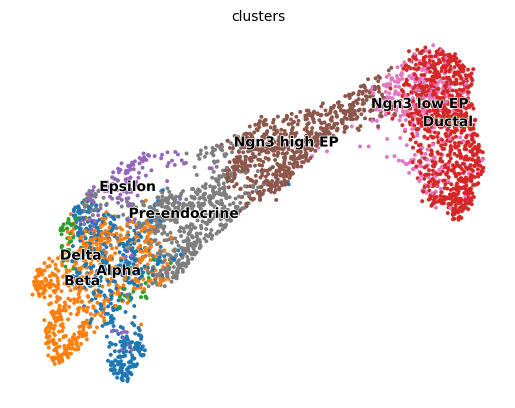 clusters
Ngn3 low EP
Ductal
Ngn3 high EP
Epsilon
Pre-endocrine
Delta
Alpha
Beta